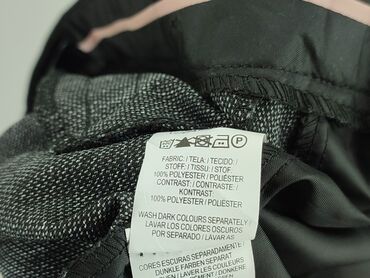 P
FABRIC: / TELA: / TECIDO:
STOFF: / TISSU: / STOF
100% POLYESTER / POLIÉSTER
CONTRAST: / CONTRASTE:
KONTRAST:
100% POLYESTER / POLIÉSTER
WASH DARK COLOURS SEPARATELY /
LAVAR LOS COLORES OSCUROS
POR SEPARADO / LAVAR AS
CORES ESCURAS SEPARADAMENTE /
DUNKLE FARBEN SEPARAT